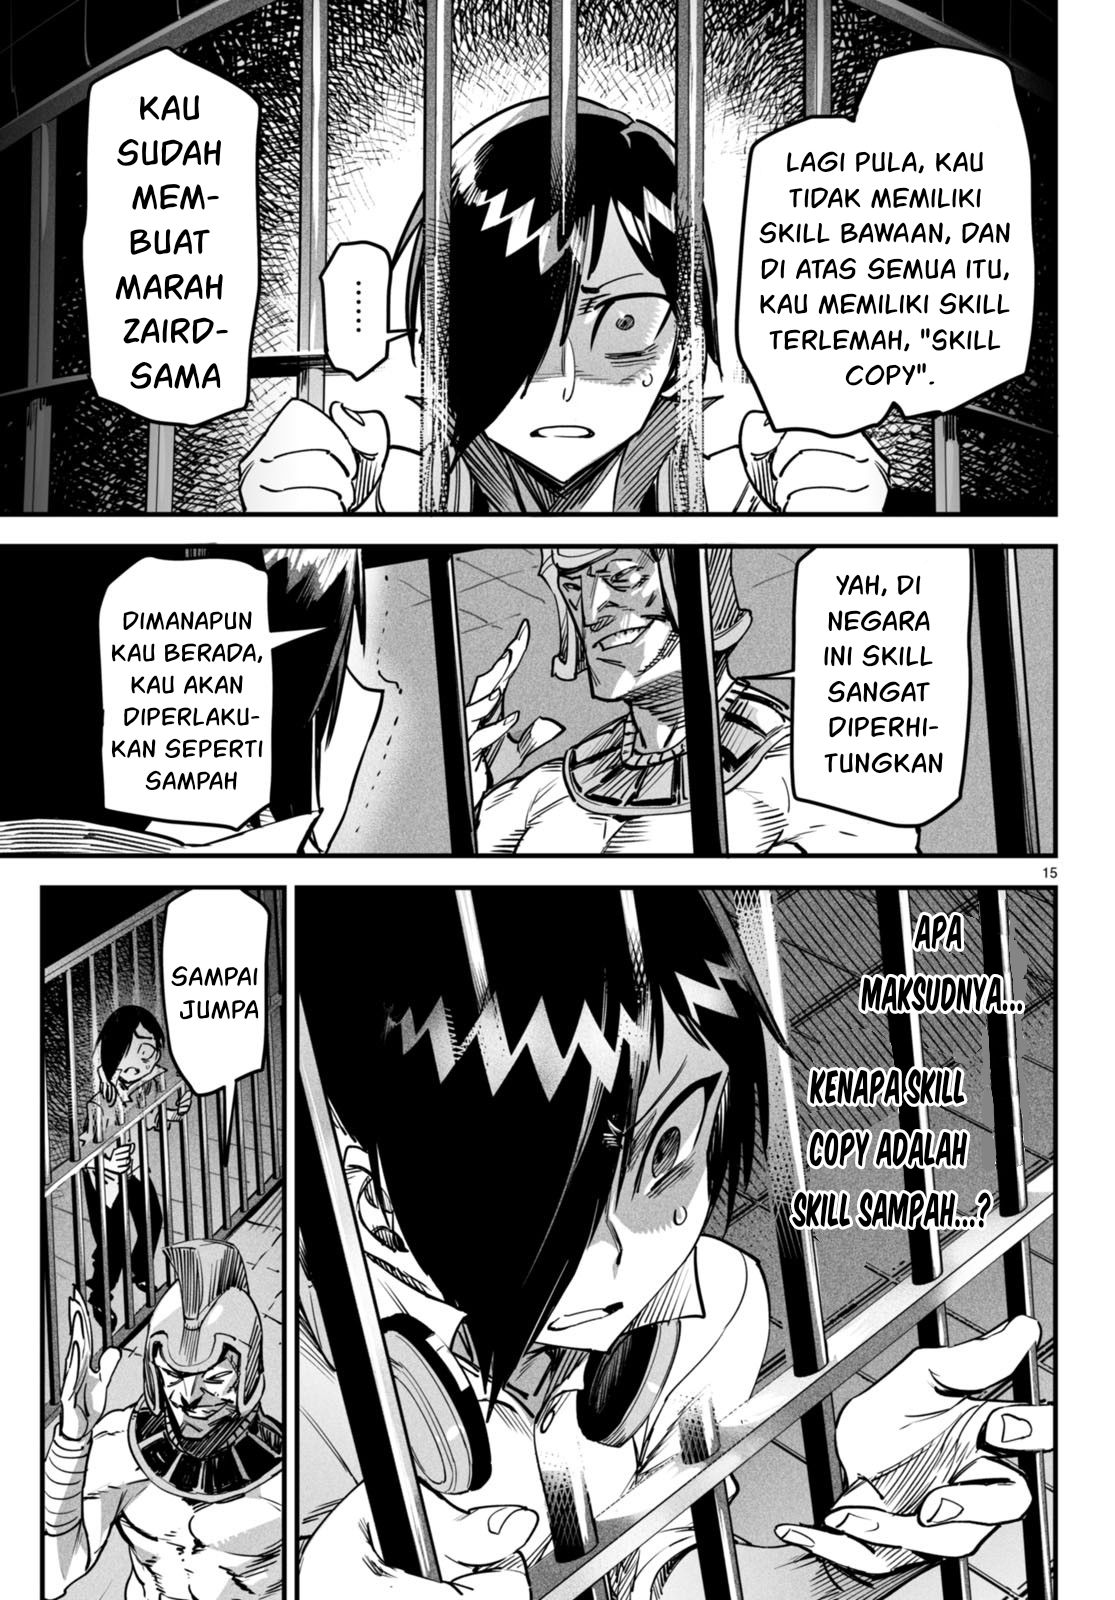 LAGI PULA, KAU
TIDAK MEMILIKI
SKILL BAWAAN, DAN
DI ATAS SEMUA ITU,
KAU MEMILIKI SKILL
TERLEMAH, "SKILL
COPY".
.......
KAU
SUDAH
MEM-
BUAT
MARAH
ZAIRD-
SAMA
YAH, DI
NEGARA
INI SKILL
SANGAT
DIPERHI-
TUNGKAN
DIMANAPUN
KAU BERADA,
KAU AKAN
DIPERLAKU-
KAN SEPERTI
SAMPAH
15
APA
MAKSUDNYA...
KENAPA SKILL
COPY ADALAH
SKILL SAMPAH...?
SAMPAI
JUMPA